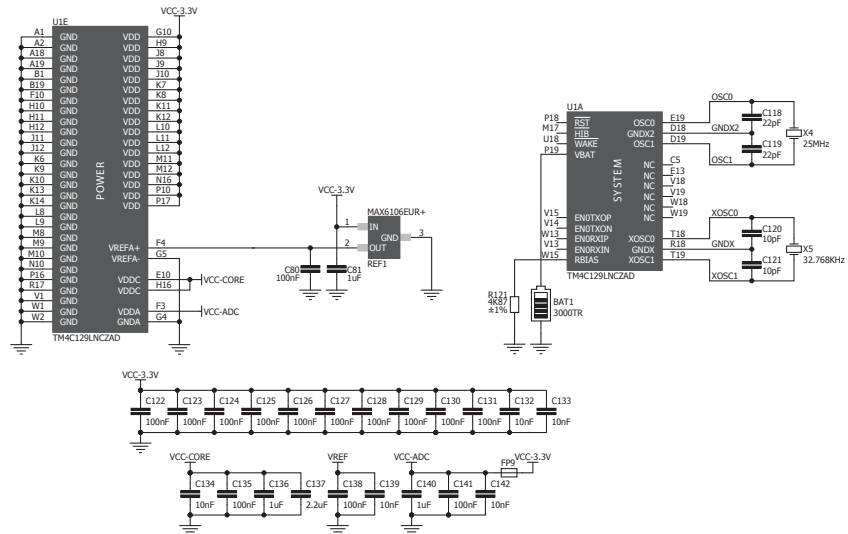 VCC-3.3V
U1E
A1 GND VDD G10
A2 GND VDD H9
A18 GND VDD J8
A19 GND VDD J9
B1 GND VDD J10
B19 GND VDD K7
F10 GND VDD K8
H10 GND VDD K11
H11 GND VDD K12
H12 GND VDD L10
J11 GND VDD L11
J12 GND VDD L12
K6 GND VDD M11
K9 GND VDD M12
K10 GND VDD N16
K13 GND VDD P10
K14 GND VDD P17
L8 GND
L9 GND
M8 GND
M9 GND VREFA+ F4
M10 GND VREFA- G5
N10 GND
P16 GND VDDC E10 VCC-CORE
R17 GND VDDC H16
V1 GND
W1 GND VDDA F3 VCC-ADC
W2 GND GNDA G4
POWER
TM4C129LNCZAD
VCC-3.3V
MAX6106EUR+
1 IN
GND 3
2 OUT
REF1
C80
100nF
C81
1uF
U1A
P18 RST OSC0 E19 OSC0
M17 HIB GNDX2 D18 GNDX2
U18 WAKE OSC1 D19 OSC1
P19 VBAT
NC C5
NC E13
NC V18
NC V19
NC W18
NC W19
SYSTEM
V15 EN0TXOP
V14 EN0TXON
W13 EN0RXIP XOSC0 T18 XOSC0
V13 EN0RXIN GNDX R18 GNDX
W15 RBIAS XOSC1 T19 XOSC1
TM4C129LNCZAD
C118
22pF
C119
22pF
X4
25MHz
C120
10pF
C121
10pF
X5
32.768KHz
R121
4K87
±1%
BAT1
3000TR
VCC-3.3V
C122 C123 C124 C125 C126 C127 C128 C129 C130 C131 C132 C133
100nF 100nF 100nF 100nF 100nF 100nF 100nF 100nF 100nF 100nF 10nF 10nF
VCC-CORE VREF VCC-ADC FP9 VCC-3.3V
C134 C135 C136 C137 C138 C139 C140 C141 C142
10nF 100nF 1uF 2.2uF 100nF 10nF 1uF 100nF 10nF